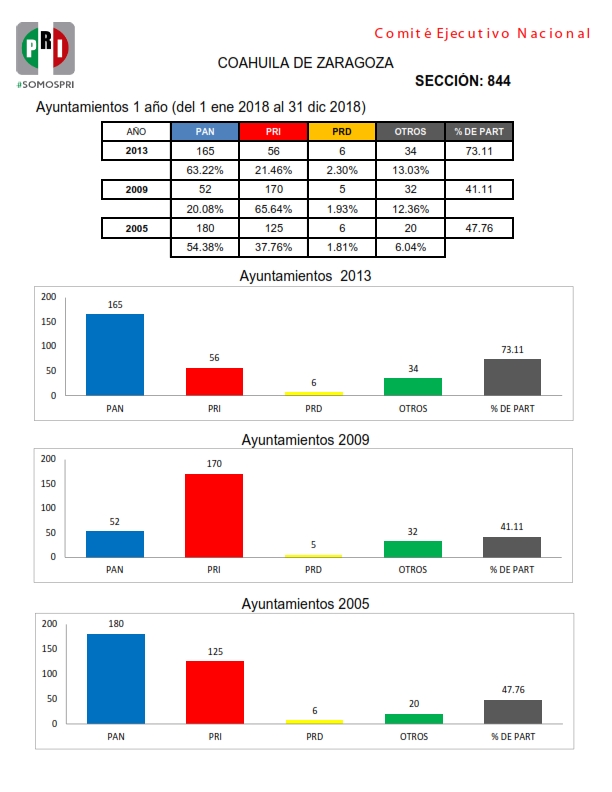 PRI
#SOMOSPRI
Comité Ejecutivo Nacional
COAHUILA DE ZARAGOZA
SECCIÓN: 844
Ayuntamientos 1 año (del 1 ene 2018 al 31 dic 2018)
AÑO PAN PRI PRD OTROS % DE PART
2013 165 56 6 34 73.11
63.22% 21.46% 2.30% 13.03%
2009 52 170 5 32 41.11
20.08% 65.64% 1.93% 12.36%
2005 180 125 6 20 47.76
54.38% 37.76% 1.81% 6.04%
Ayuntamientos 2013
200
165
150
100
73.11
56
50
34
6
0
PAN PRI PRD OTROS % DE PART
Ayuntamientos 2009
200
170
150
100
52
50
41.11
32
5
0
PAN PRI PRD OTROS % DE PART
Ayuntamientos 2005
200
180
150
125
100
50
47.76
20
6
0
PAN PRI PRD OTROS % DE PART